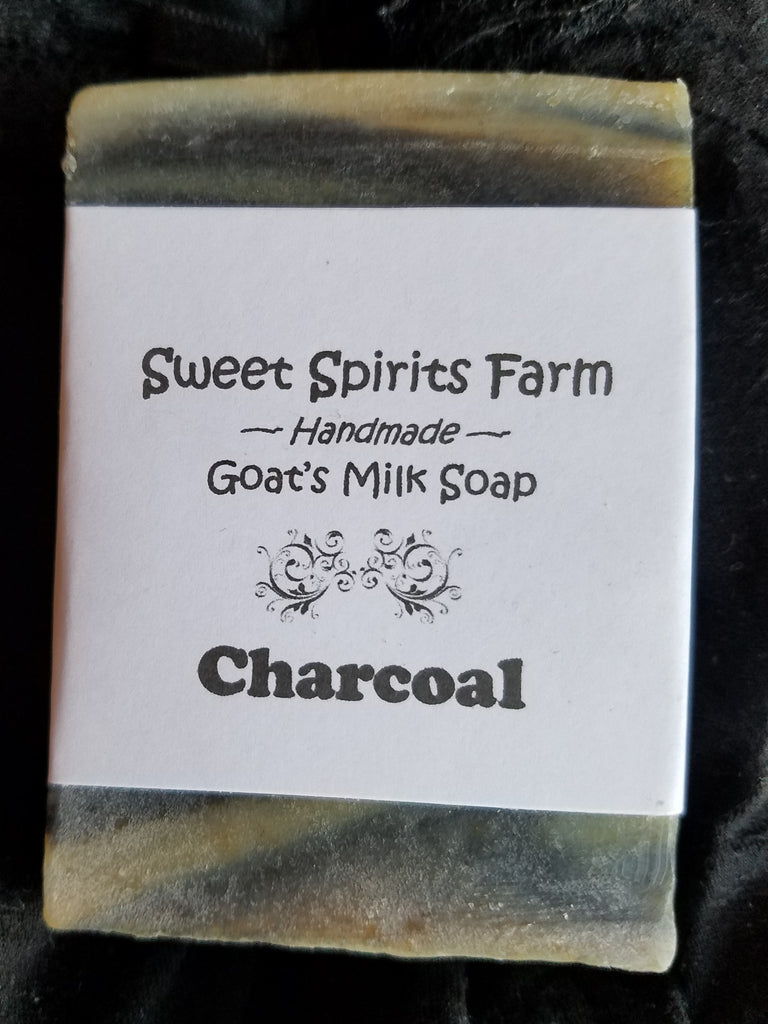 Sweet Spirits Farm
~ Handmade ~
Goat's Milk Soap
Charcoal